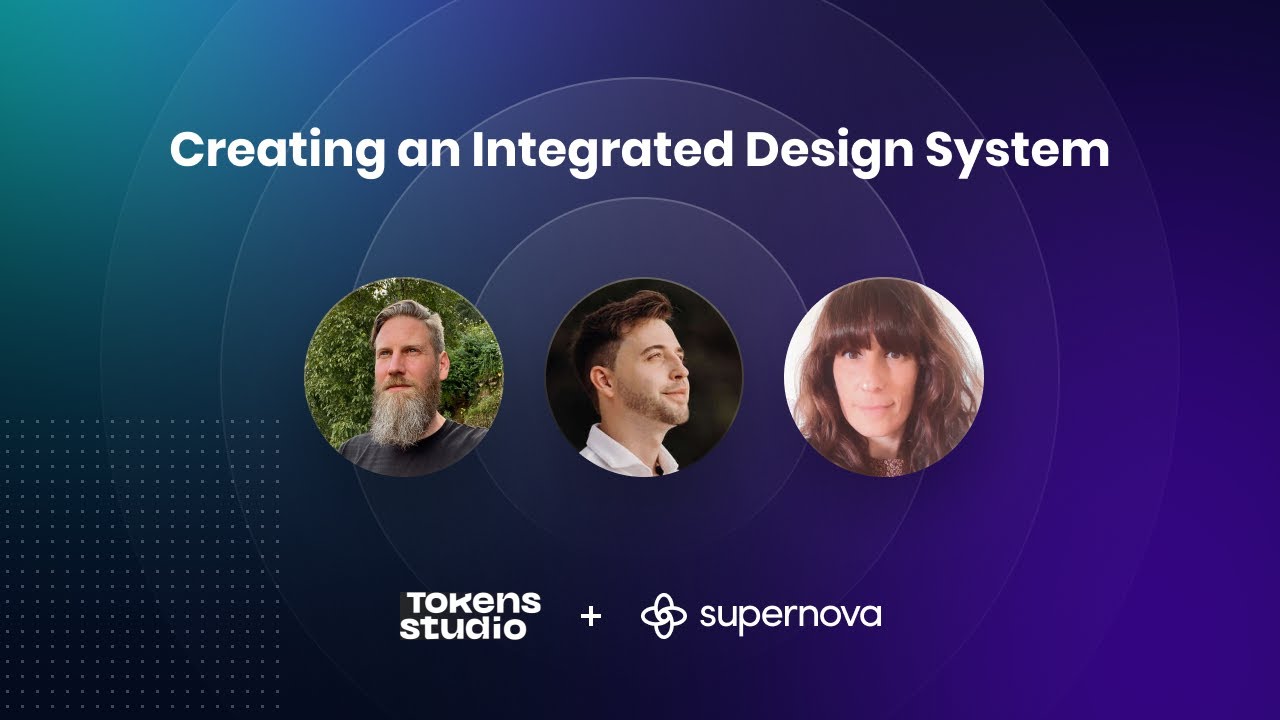 Creating an Integrated Design System
TOKENS
STUDIO
+
supernova